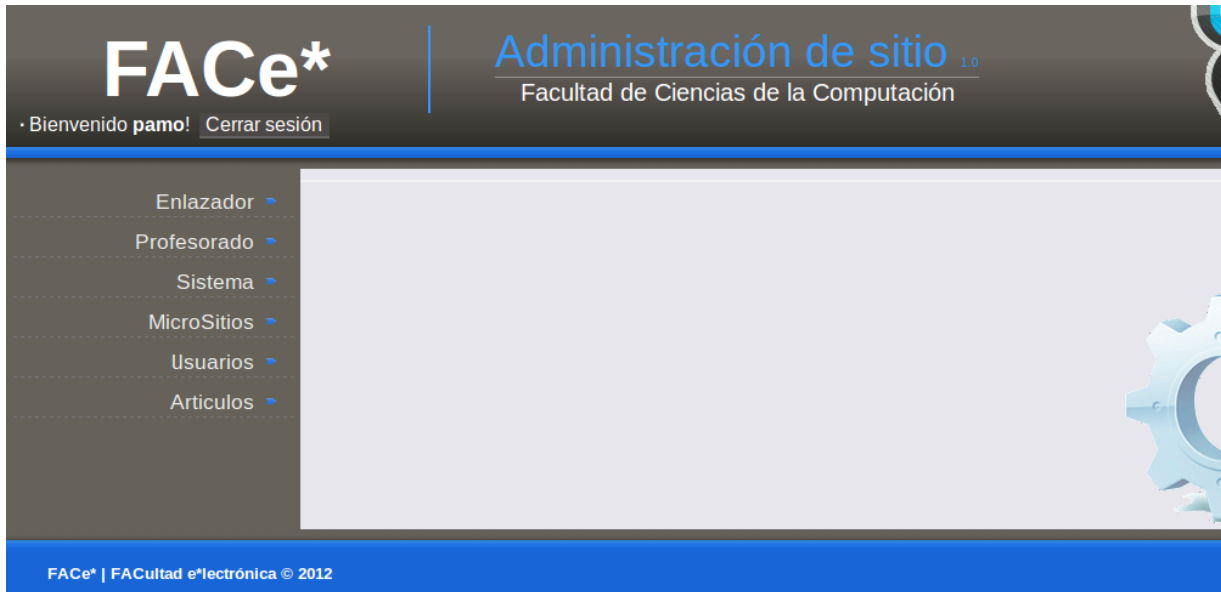 FACe*
Administración de sitio 1.0
Facultad de Ciencias de la Computación
· Bienvenido pamo! Cerrar sesión
Enlazador
Profesorado
Sistema
MicroSitios
Usuarios
Articulos
FACe* | FACultad e*lectrónica © 2012